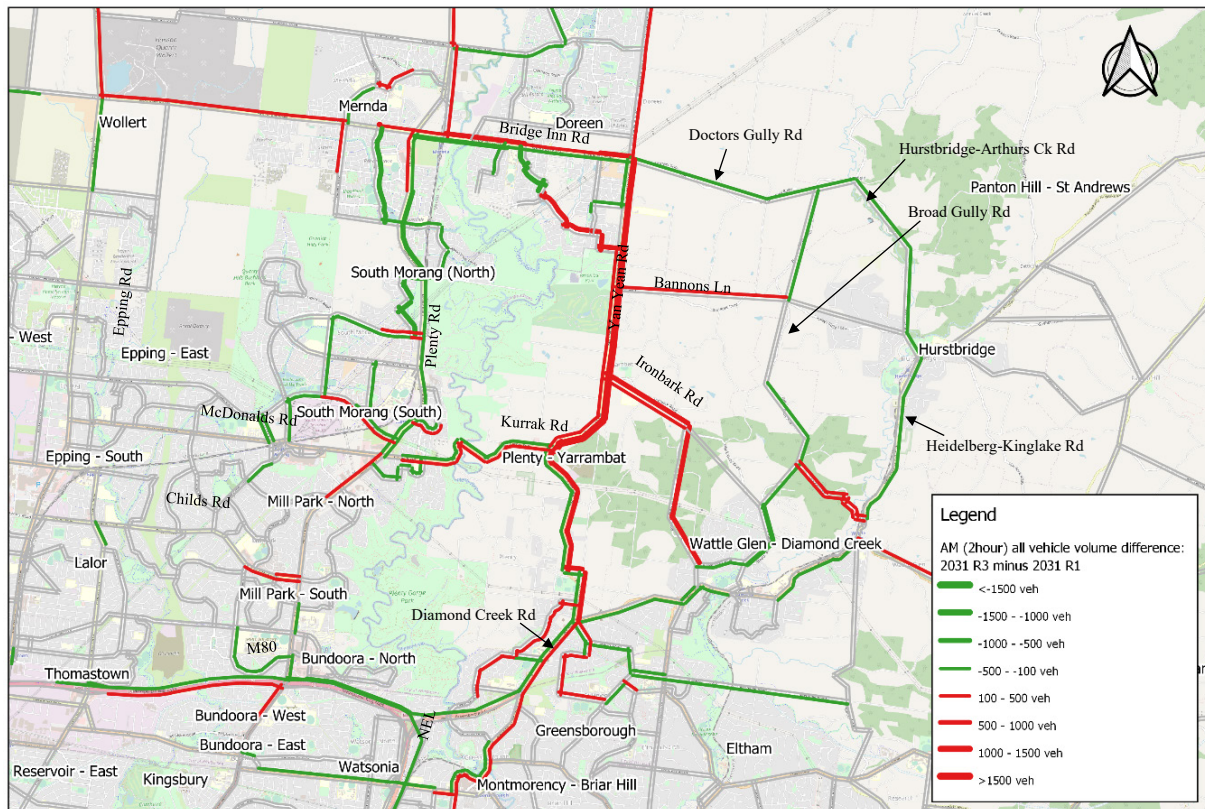 Wollert
Mernda
Doreen
Bridge Inn Rd
Doctors Gully Rd
Hurstbridge-Arthurs Ck Rd
Panton Hill - St Andrews
Broad Gully Rd
South Morang (North)
Epping Rd
Plenty Rd
Yan Yean Rd
Bannons Ln
- West
Epping - East
Hurstbridge
Ironbark Rd
McDonalds Rd
South Morang (South)
Kurrak Rd
Heidelberg-Kinglake Rd
Epping - South
Plenty - Yarrambat
Childs Rd
Mill Park - North
Wattle Glen - Diamond Creek
Lalor
Mill Park - South
Diamond Creek Rd
M80
Bundoora - North
Thomastown
Bundoora - West
NEL
Greensborough
Bundoora - East
Eltham
Reservoir - East
Kingsbury
Watsonia
Montmorency - Briar Hill
Legend
AM (2hour) all vehicle volume difference:
2031 R3 minus 2031 R1
<-1500 veh
-1500 - -1000 veh
-1000 - -500 veh
-500 - -100 veh
100 - 500 veh
500 - 1000 veh
1000 - 1500 veh
>1500 veh